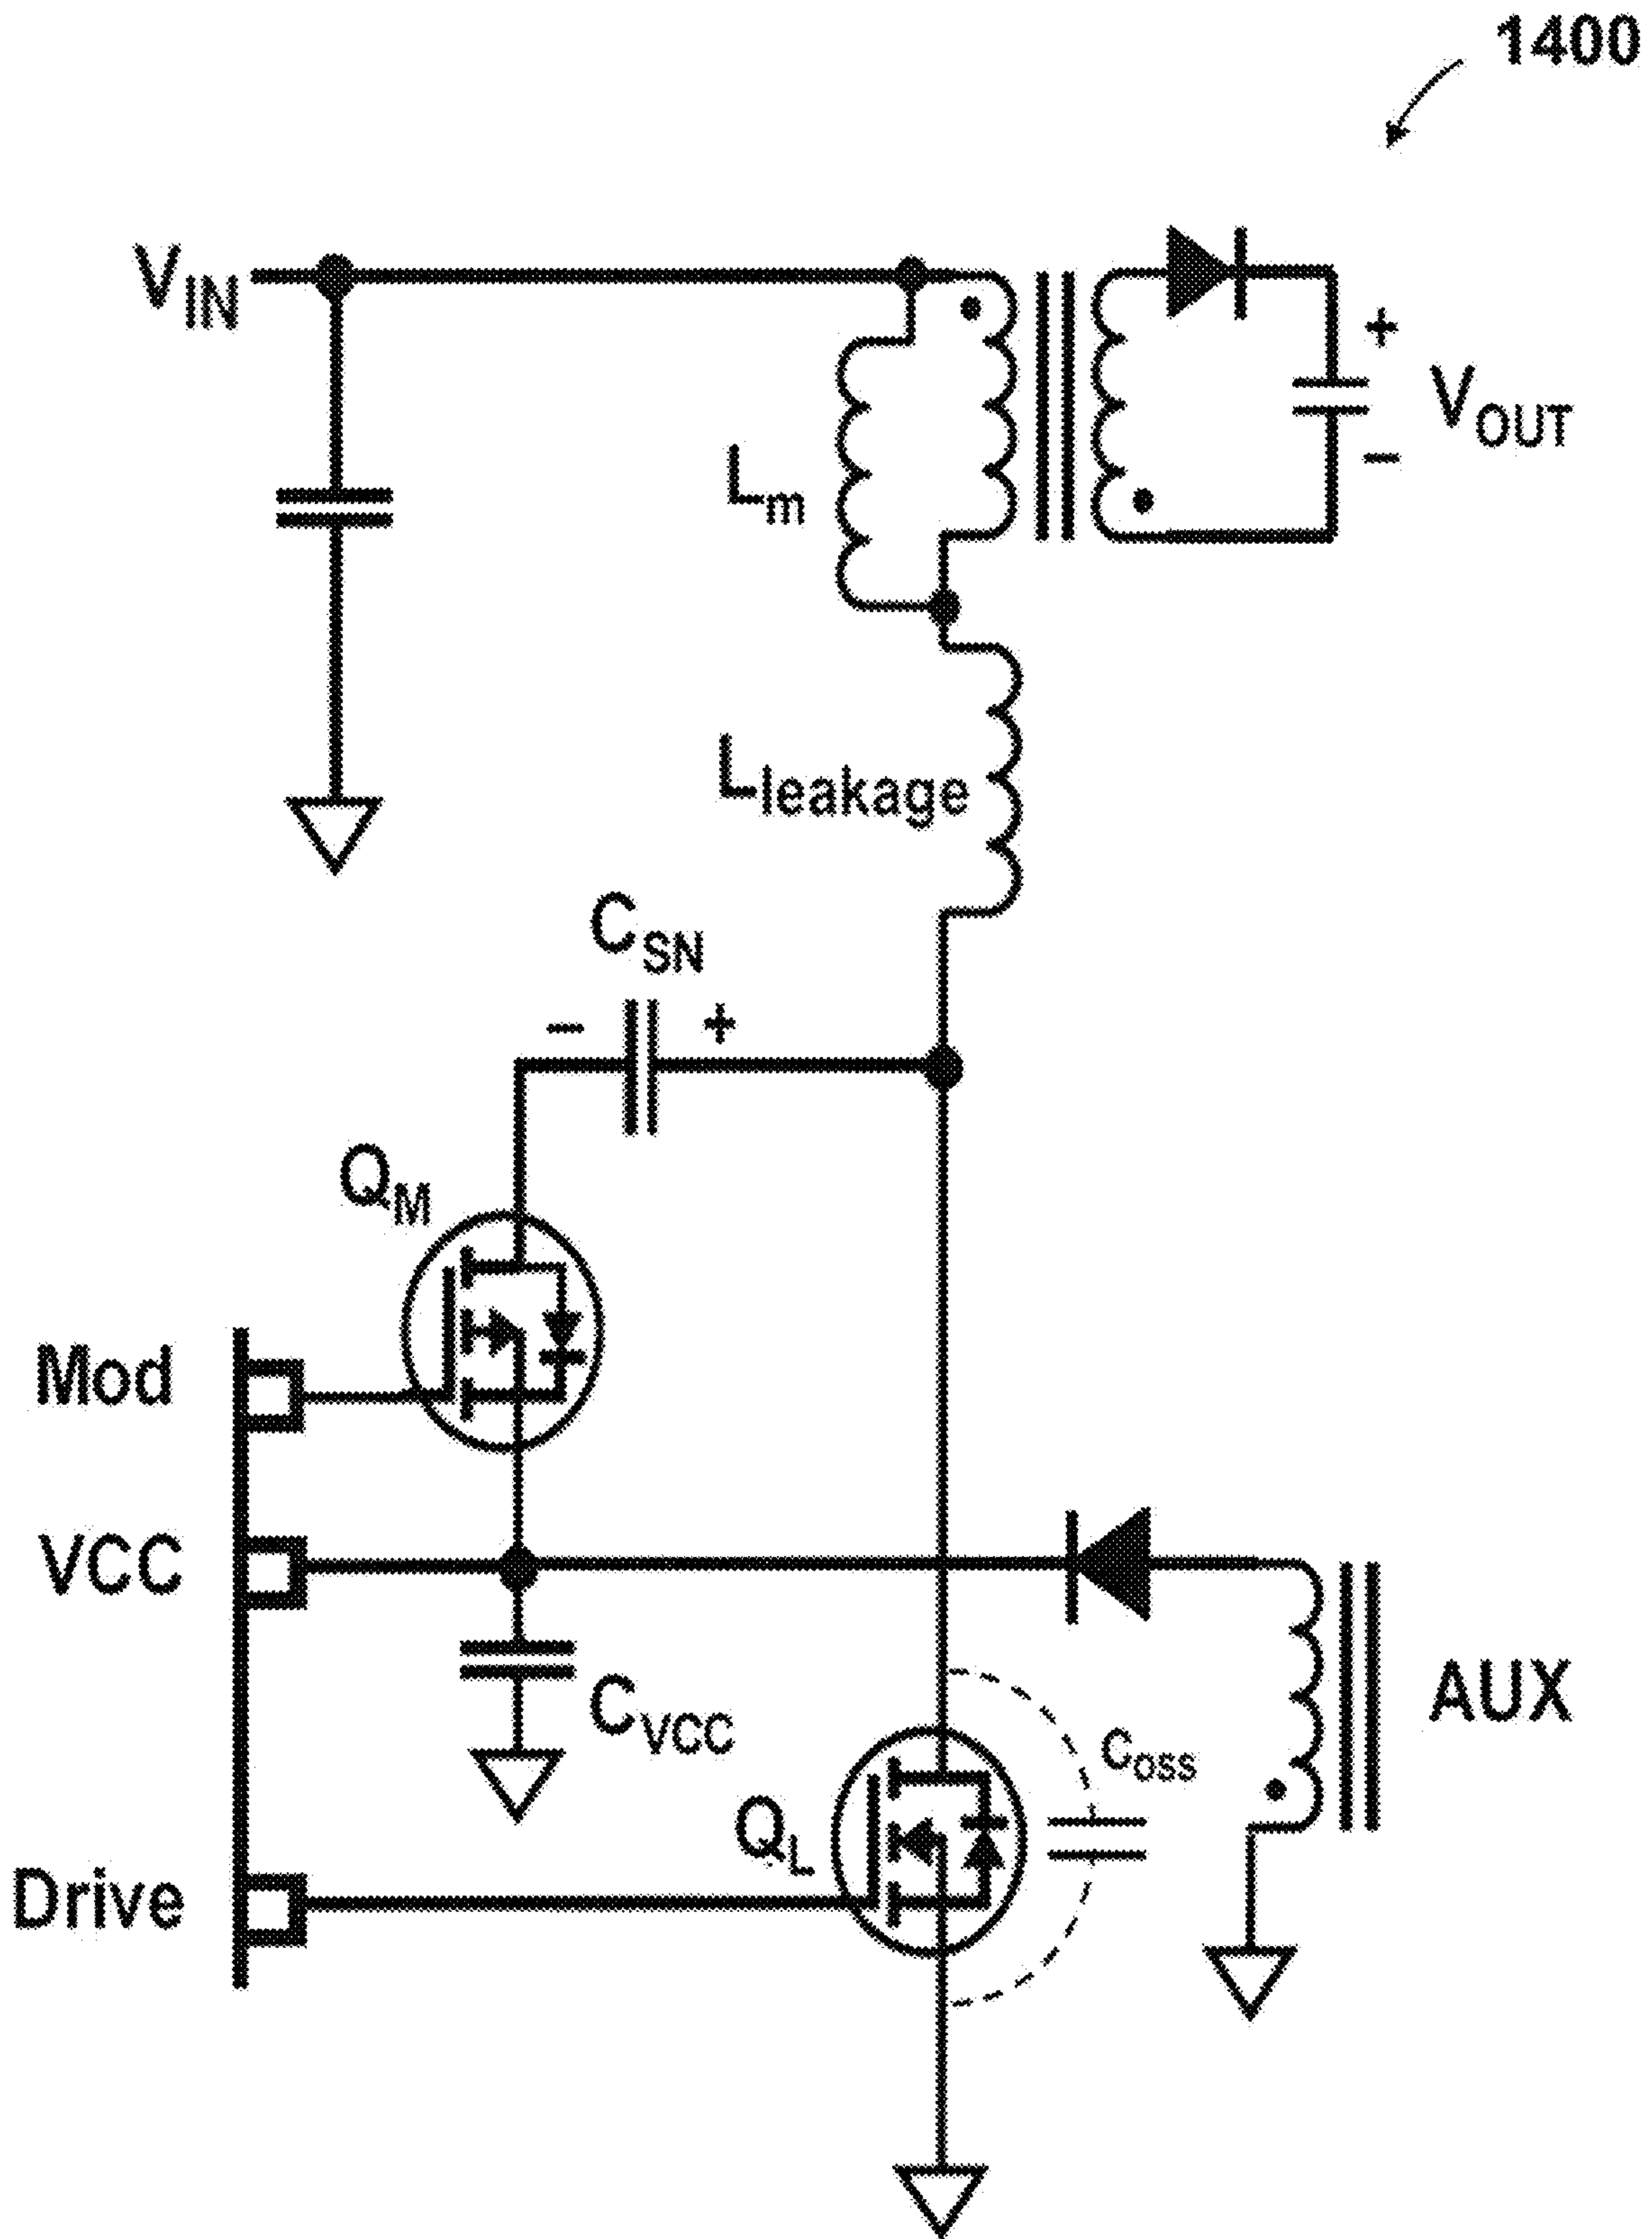 1400
VIN
+
VOUT
−
Lm
Lleakage
CSN
− +
QM
Mod
VCC
CVCC
AUX
Coss
QL
Drive